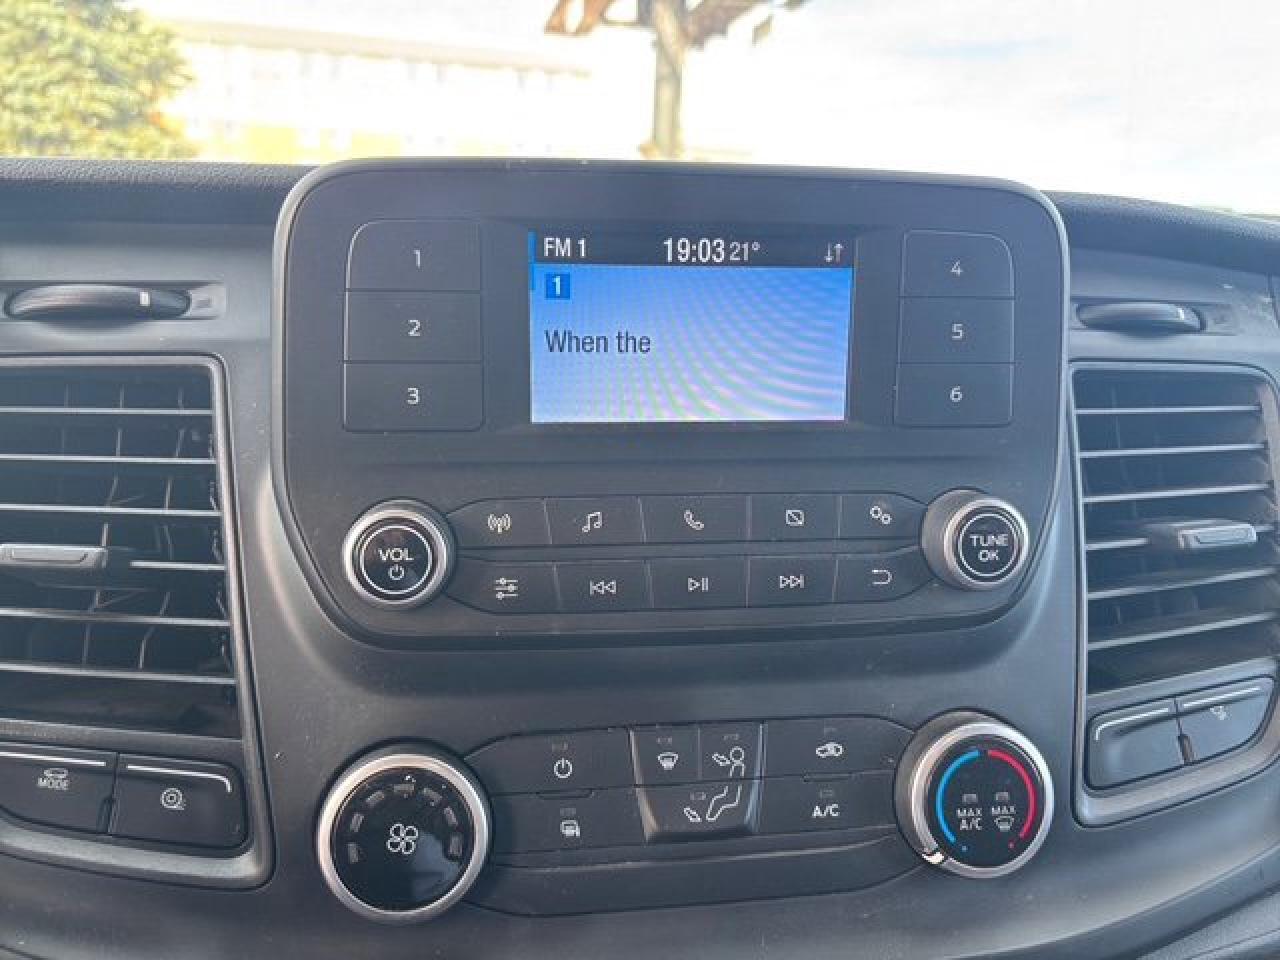 FM 1 19:03 21°
1
When the
1
2
3
4
5
6
VOL
TUNE
OK
MODE
A/C
MAX
A/C
MAX